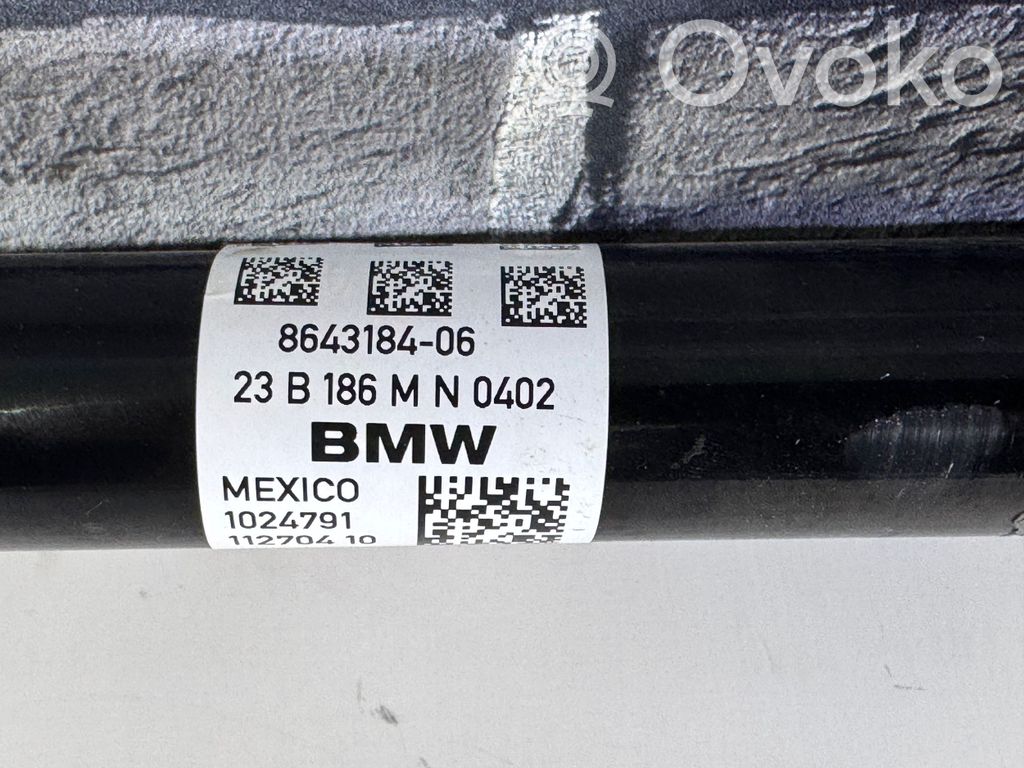 Ovoko
8643184-06
23 B 186 M N 0402
BMW
MEXICO
1024791